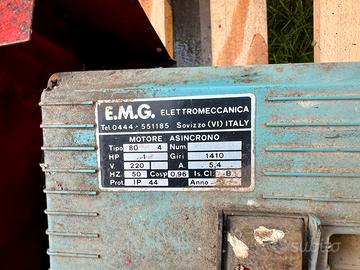 E.M.G. ELETTROMECCANICA
Tel. 0444 - 551185 Sovizzo (VI) ITALY
MOTORE ASINCRONO
Tipo 80 4 Num
HP 1 Giri 1410
V. 220 A. 5,4
HZ. 50 Cosφ 0,96 Is. Cl. B
Prot. IP 44 Anno
subito